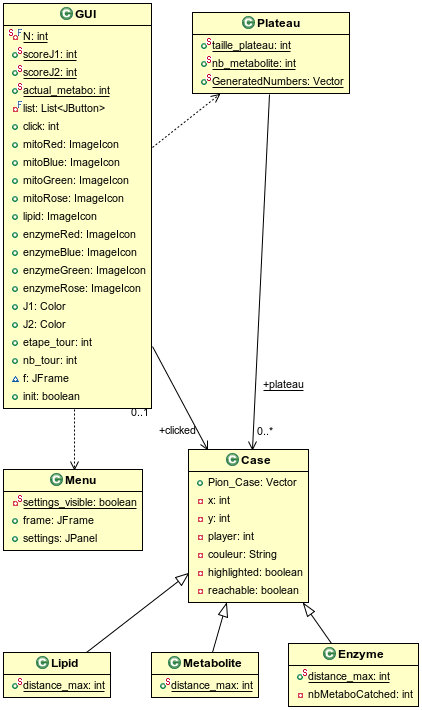 GUI
N: int
scoreJ1: int
scoreJ2: int
actual_metabo: int
list: List<JButton>
click: int
mitoRed: ImageIcon
mitoBlue: ImageIcon
mitoGreen: ImageIcon
mitoRose: ImageIcon
lipid: ImageIcon
enzymeRed: ImageIcon
enzymeBlue: ImageIcon
enzymeGreen: ImageIcon
enzymeRose: ImageIcon
J1: Color
J2: Color
etape_tour: int
nb_tour: int
f: JFrame
init: boolean
Plateau
taille_plateau: int
nb_metabolite: int
GeneratedNumbers: Vector
+plateau
0..1
+clicked
0..*
Menu
settings_visible: boolean
frame: JFrame
settings: JPanel
Case
Pion_Case: Vector
x: int
y: int
player: int
couleur: String
highlighted: boolean
reachable: boolean
Lipid
distance_max: int
Metabolite
distance_max: int
Enzyme
distance_max: int
nbMetaboCatched: int